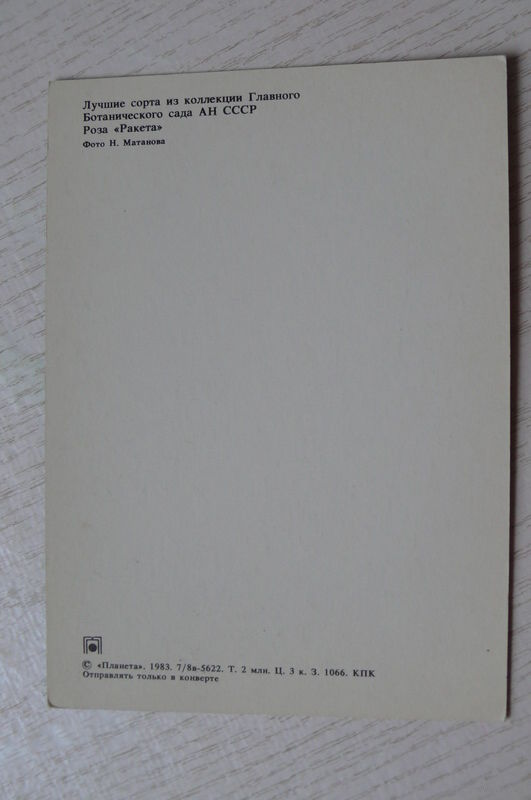 Лучшие сорта из коллекции Главного
Ботанического сада АН СССР
Роза «Ракета»
Фото Н. Матанова
© «Планета». 1983. 7/8в-5622. Т. 2 млн. Ц. 3 к. З. 1066. КПК
Отправлять только в конверте